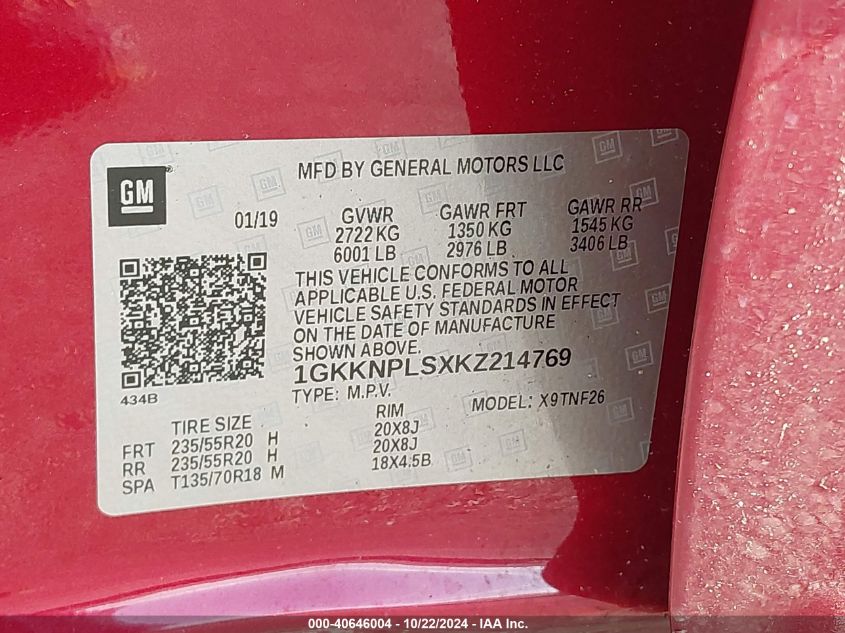 GM
MFD BY GENERAL MOTORS LLC
01/19 GVWR GAWR FRT GAWR RR
2722 KG 1350 KG 1545 KG
6001 LB 2976 LB 3406 LB
THIS VEHICLE CONFORMS TO ALL
APPLICABLE U.S. FEDERAL MOTOR
VEHICLE SAFETY STANDARDS IN EFFECT
ON THE DATE OF MANUFACTURE
SHOWN ABOVE.
1GKKNPLSXKZ214769
434B
TYPE: M.P.V. MODEL: X9TNF26
TIRE SIZE RIM
FRT 235/55R20 H 20X8J
RR 235/55R20 H 20X8J
SPA T135/70R18 M 18X4.5B
000-40646004 - 10/22/2024 - IAA Inc.